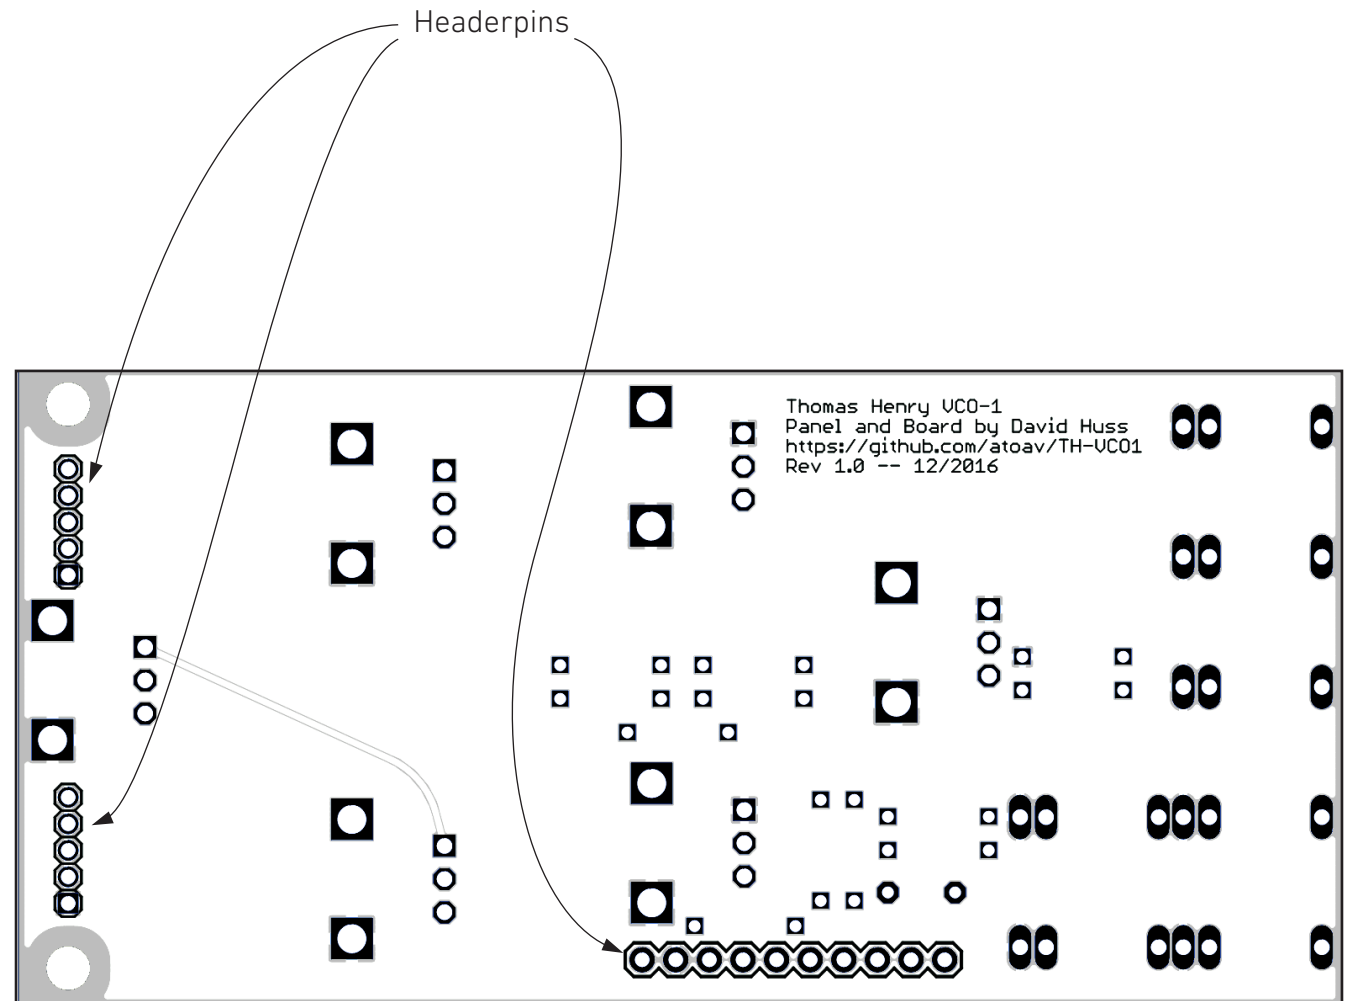 Headerpins
Thomas Henry VCO-1
Panel and Board by David Huss
https://github.com/atoav/TH-VCO1
Rev 1.0 -- 12/2016